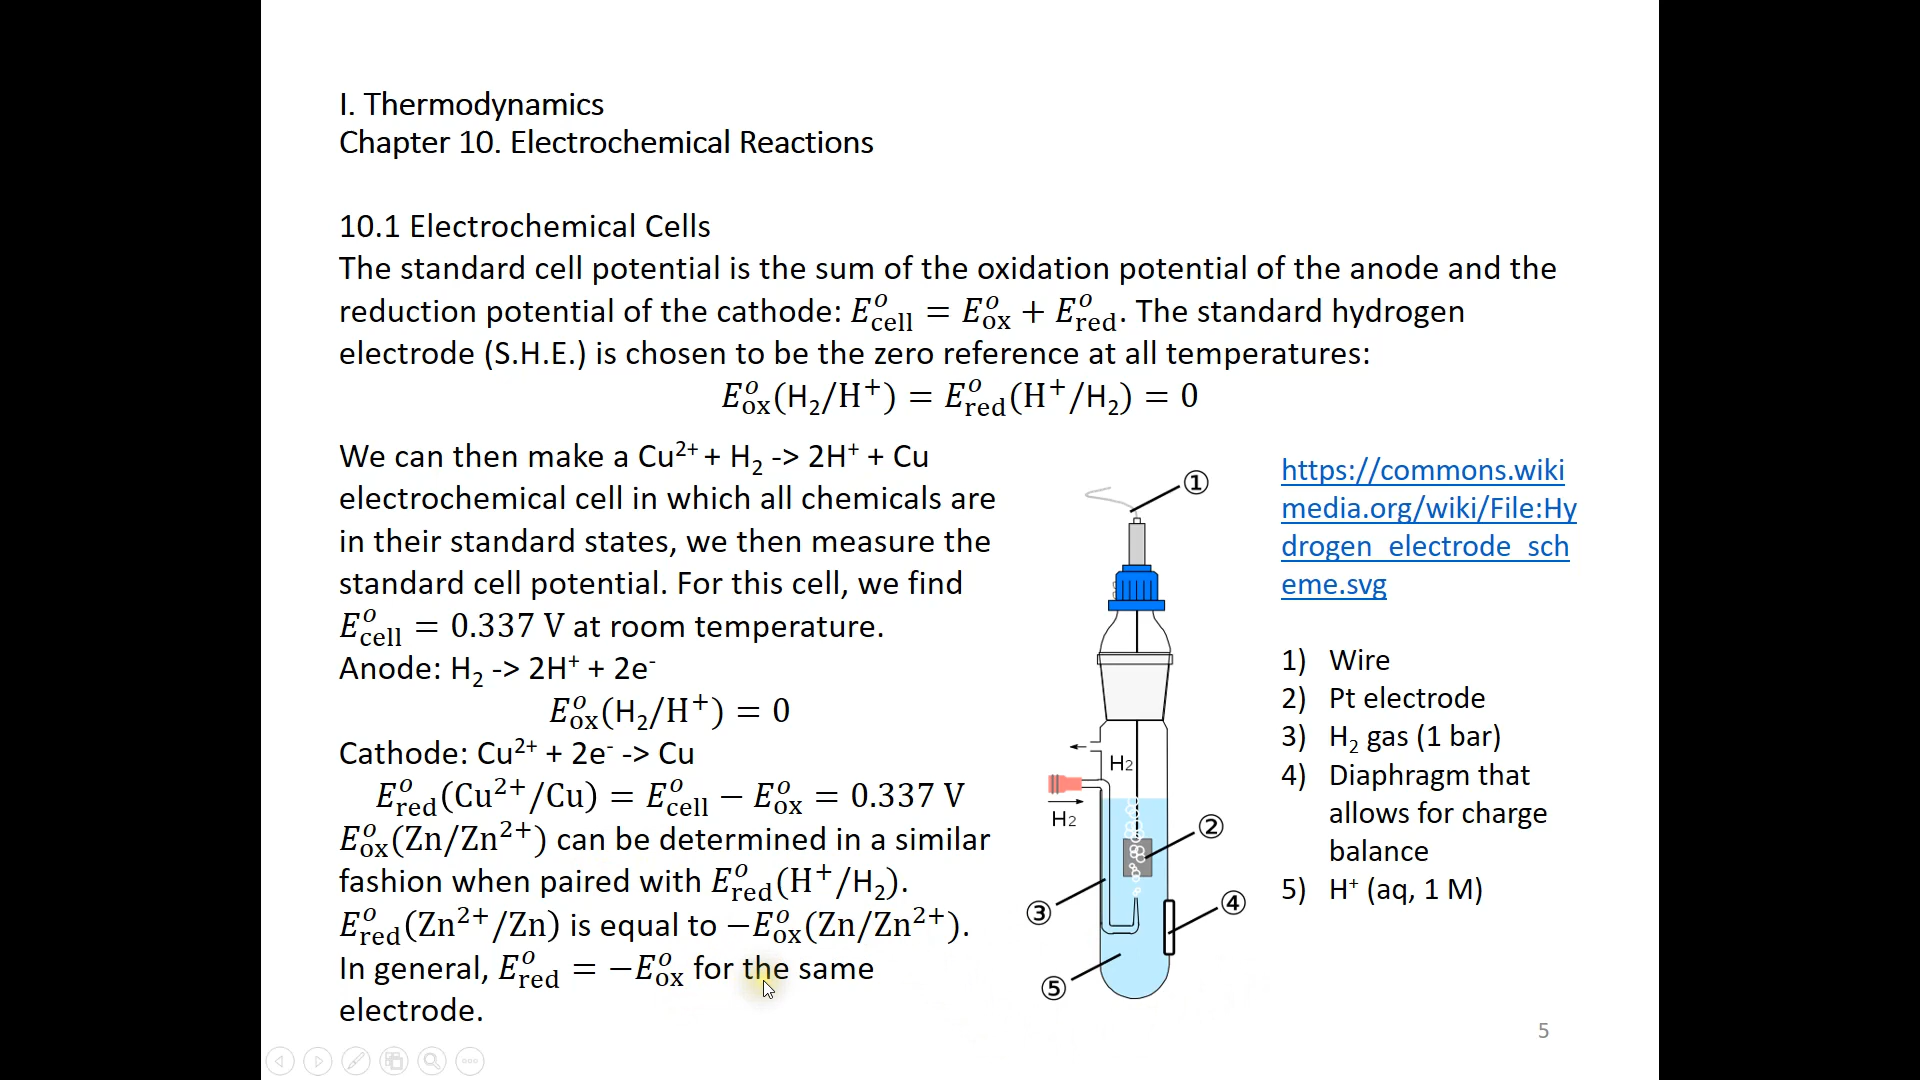 I. Thermodynamics
Chapter 10. Electrochemical Reactions
10.1 Electrochemical Cells
The standard cell potential is the sum of the oxidation potential of the anode and the
reduction potential of the cathode: E°cell = E°ox + E°red. The standard hydrogen
electrode (S.H.E.) is chosen to be the zero reference at all temperatures:
E°ox(H₂/H⁺) = E°red(H⁺/H₂) = 0
We can then make a Cu²⁺ + H₂ -> 2H⁺ + Cu
electrochemical cell in which all chemicals are
in their standard states, we then measure the
standard cell potential. For this cell, we find
E°cell = 0.337 V at room temperature.
Anode: H₂ -> 2H⁺ + 2e⁻
E°ox(H₂/H⁺) = 0
Cathode: Cu²⁺ + 2e⁻ -> Cu
E°red(Cu²⁺/Cu) = E°cell − E°ox = 0.337 V
E°ox(Zn/Zn²⁺) can be determined in a similar
fashion when paired with E°red(H⁺/H₂).
E°red(Zn²⁺/Zn) is equal to −E°ox(Zn/Zn²⁺).
In general, E°red = −E°ox for the same
electrode.
①
H₂
H₂
②
③
④
⑤
https://commons.wiki
media.org/wiki/File:Hy
drogen_electrode_sch
eme.svg
1) Wire
2) Pt electrode
3) H₂ gas (1 bar)
4) Diaphragm that
allows for charge
balance
5) H⁺ (aq, 1 M)
5